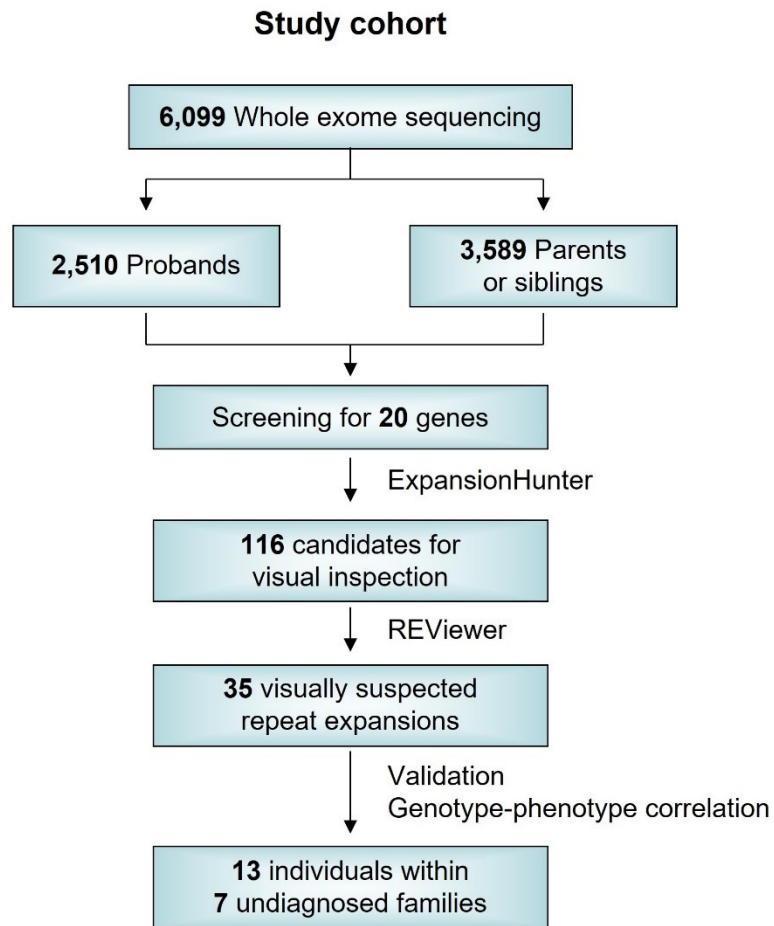 Study cohort
6,099 Whole exome sequencing
2,510 Probands
3,589 Parents
or siblings
Screening for 20 genes
ExpansionHunter
116 candidates for
visual inspection
REViewer
35 visually suspected
repeat expansions
Validation
Genotype-phenotype correlation
13 individuals within
7 undiagnosed families